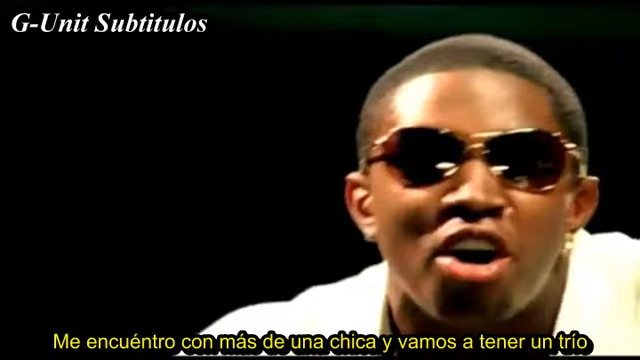 G-Unit Subtitulos
Me encuéntro con más de una chica y vamos a tener un trío